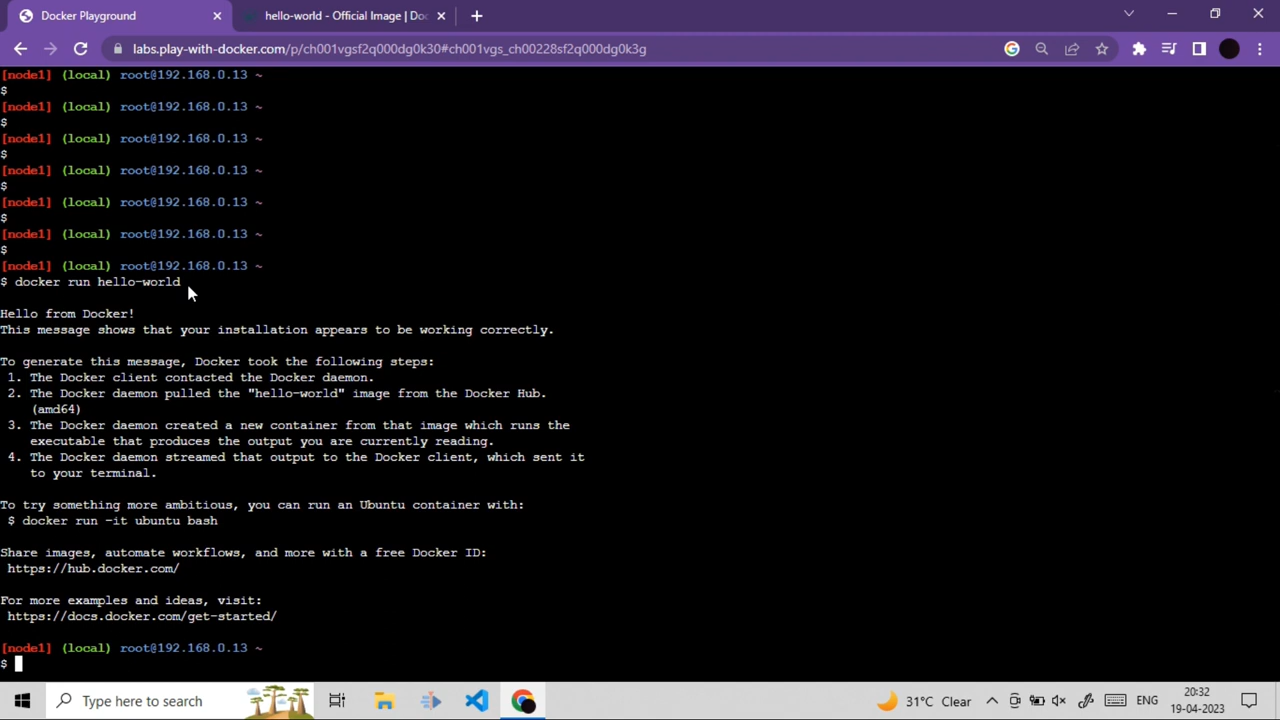 Docker Playground
hello-world - Official Image | Doc
labs.play-with-docker.com/p/ch001vgsf2q000dg0k30#ch001vgs_ch00228sf2q000dg0k3g
[node1] (local) root@192.168.0.13 ~
$
[node1] (local) root@192.168.0.13 ~
$
[node1] (local) root@192.168.0.13 ~
$
[node1] (local) root@192.168.0.13 ~
$
[node1] (local) root@192.168.0.13 ~
$
[node1] (local) root@192.168.0.13 ~
$
[node1] (local) root@192.168.0.13 ~
$ docker run hello-world
Hello from Docker!
This message shows that your installation appears to be working correctly.
To generate this message, Docker took the following steps:
1. The Docker client contacted the Docker daemon.
2. The Docker daemon pulled the "hello-world" image from the Docker Hub.
(amd64)
3. The Docker daemon created a new container from that image which runs the
executable that produces the output you are currently reading.
4. The Docker daemon streamed that output to the Docker client, which sent it
to your terminal.
To try something more ambitious, you can run an Ubuntu container with:
$ docker run -it ubuntu bash
Share images, automate workflows, and more with a free Docker ID:
https://hub.docker.com/
For more examples and ideas, visit:
https://docs.docker.com/get-started/
[node1] (local) root@192.168.0.13 ~
$
Type here to search
31°C Clear
ENG
20:32
19-04-2023